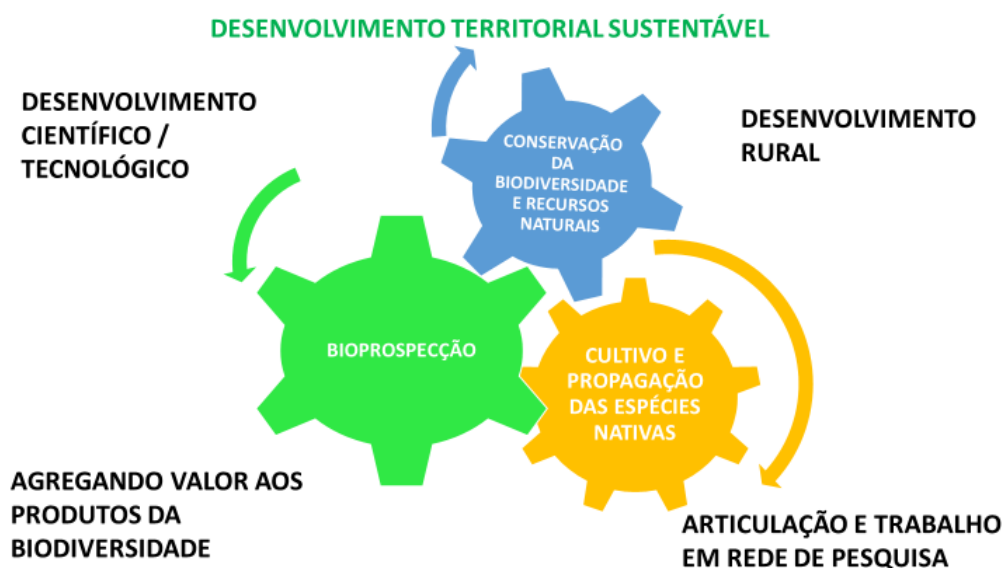 DESENVOLVIMENTO TERRITORIAL SUSTENTÁVEL
DESENVOLVIMENTO
CIENTÍFICO /
TECNOLÓGICO
CONSERVAÇÃO
DA
BIODIVERSIDADE
E RECURSOS
NATURAIS
DESENVOLVIMENTO
RURAL
BIOPROSPECÇÃO
CULTIVO E
PROPAGAÇÃO
DAS ESPÉCIES
NATIVAS
AGREGANDO VALOR AOS
PRODUTOS DA
BIODIVERSIDADE
ARTICULAÇÃO E TRABALHO
EM REDE DE PESQUISA